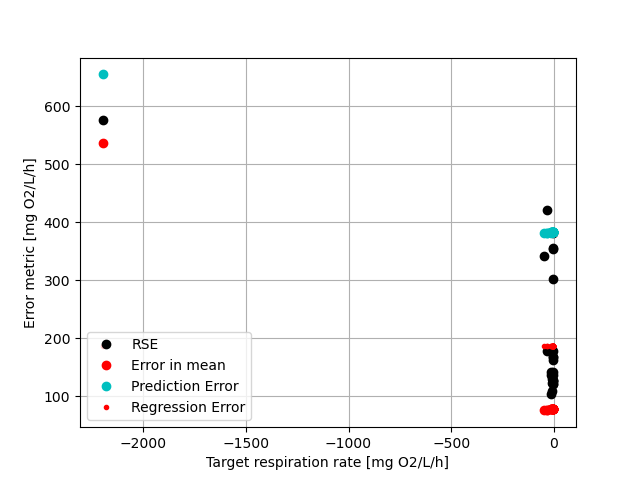 600
500
400
300
200
100
Error metric [mg O2/L/h]
RSE
Error in mean
Prediction Error
Regression Error
−2000
−1500
−1000
−500
0
Target respiration rate [mg O2/L/h]